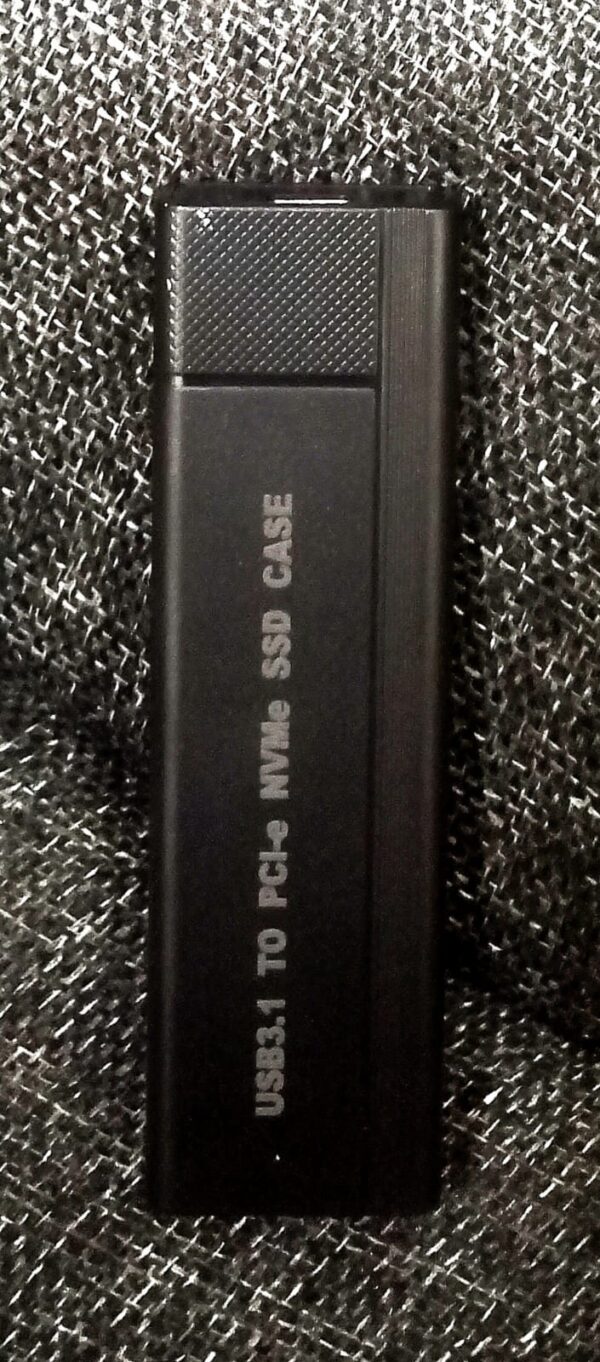 USB3.1 TO PCI-e NVMe SSD CASE